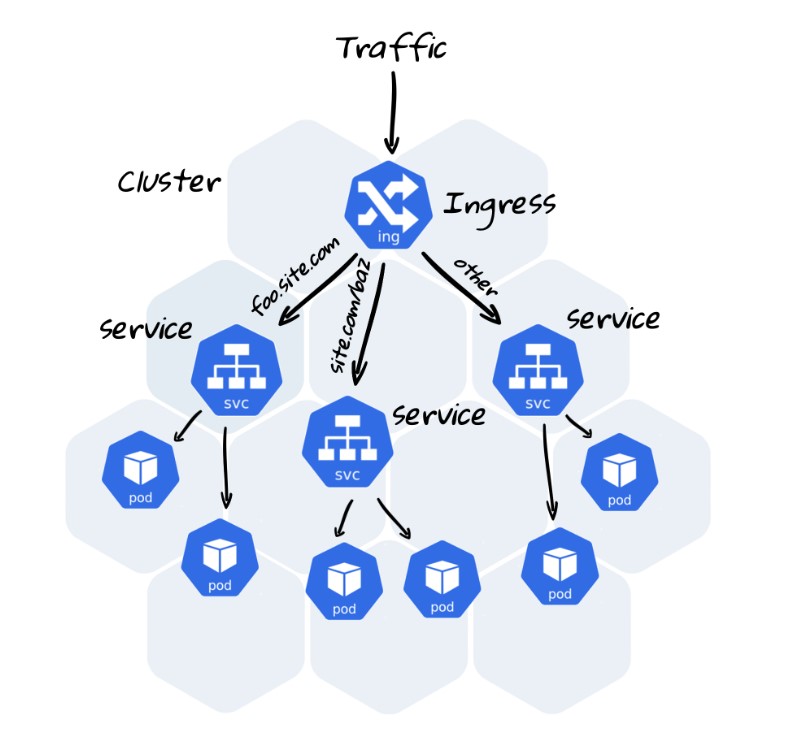 Traffic
Cluster
Ingress
ing
foo.site.com
site.com/baz
other
Service
svc
Service
svc
Service
svc
pod
pod
pod
pod
pod
pod